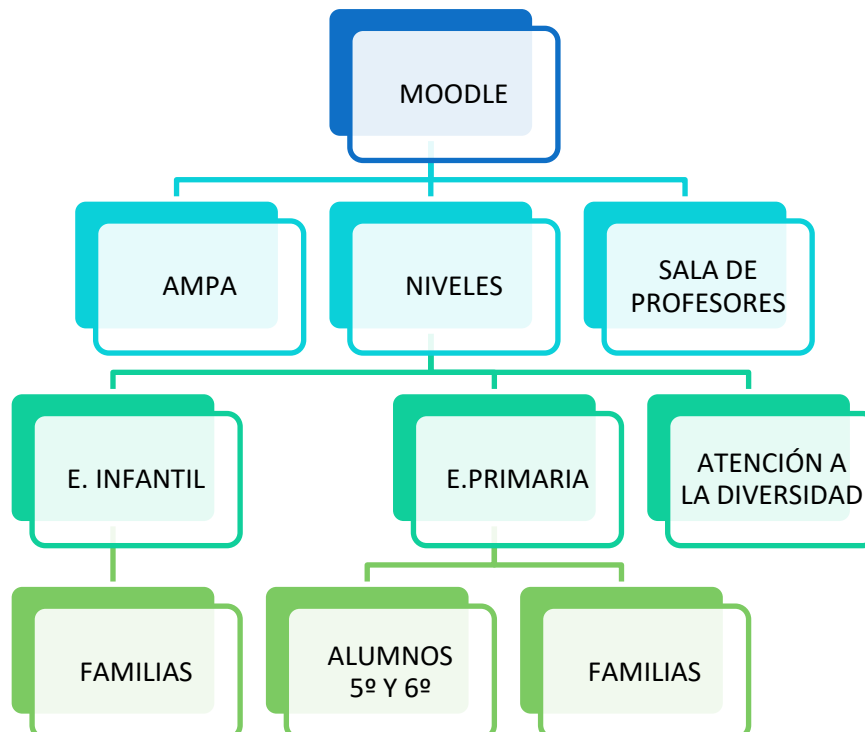 MOODLE
AMPA
NIVELES
SALA DE
PROFESORES
E. INFANTIL
E.PRIMARIA
ATENCIÓN A
LA DIVERSIDAD
FAMILIAS
ALUMNOS
5º Y 6º
FAMILIAS